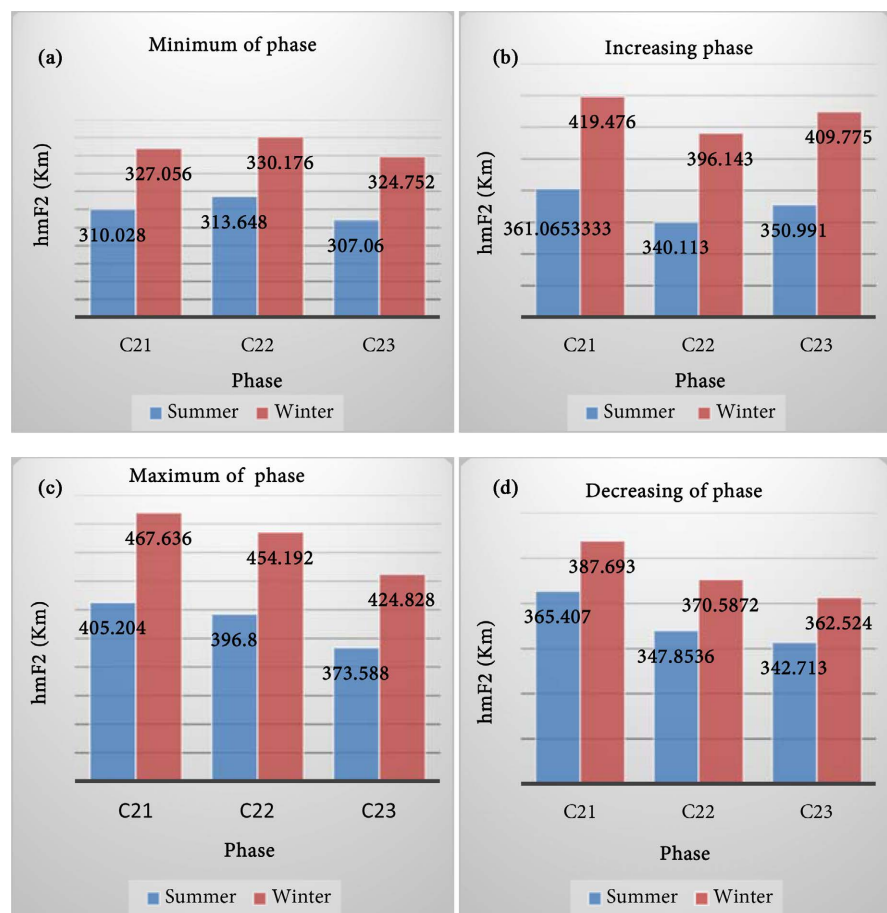 (a)
Minimum of phase
hmF2 (Km)
327.056
330.176
324.752
310.028
313.648
307.06
C21 C22 C23
Phase
Summer Winter
(b)
Increasing phase
hmF2 (Km)
419.476
396.143
409.775
361.0653333
340.113
350.991
C21 C22 C23
Phase
Summer Winter
(c)
Maximum of phase
hmF2 (Km)
467.636
454.192
424.828
405.204
396.8
373.588
C21 C22 C23
Phase
Summer Winter
(d)
Decreasing of phase
hmF2 (Km)
387.693
370.5872
362.524
365.407
347.8536
342.713
C21 C22 C23
Phase
Summer Winter